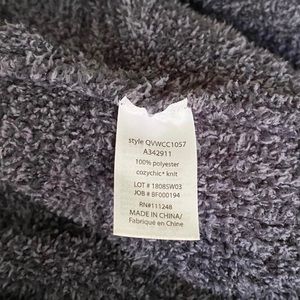 style QVWCC1057
A342911
100% polyester
cozychic* knit
LOT # 1808SW03
JOB # BF000194
RN#111248
MADE IN CHINA/
Fabriqué en Chine